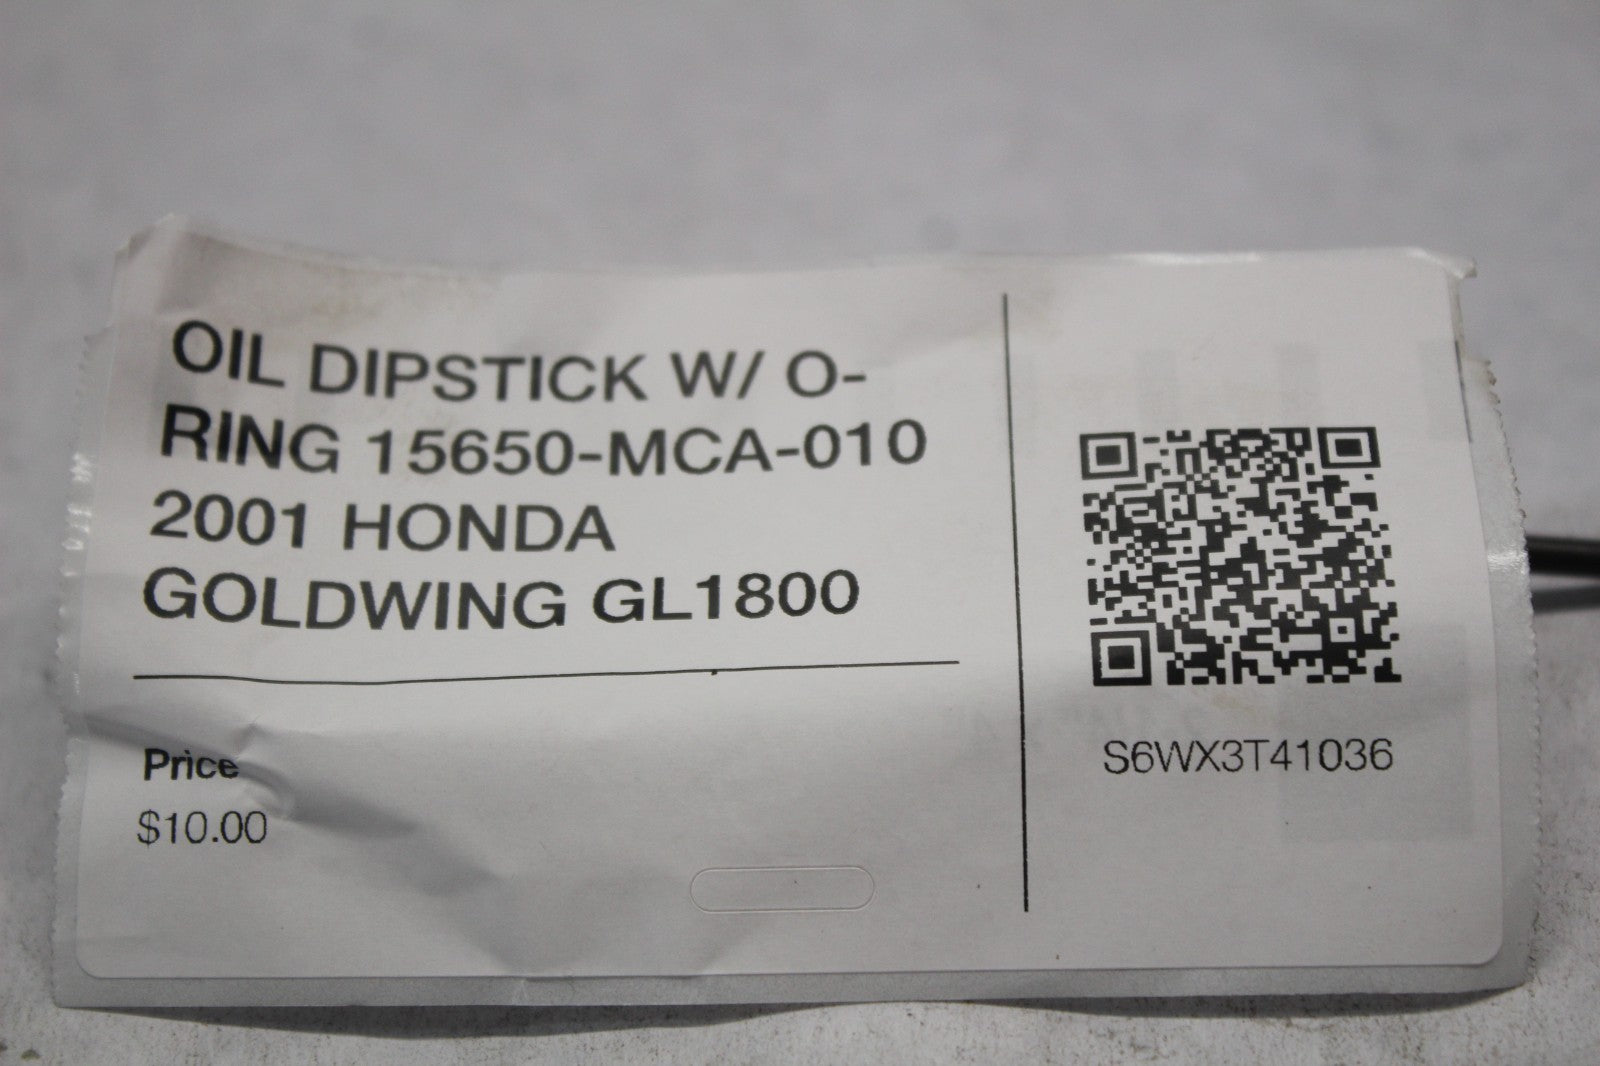 OIL DIPSTICK W/ O-
RING 15650-MCA-010
2001 HONDA
GOLDWING GL1800
Price
$10.00
S6WX3T41036